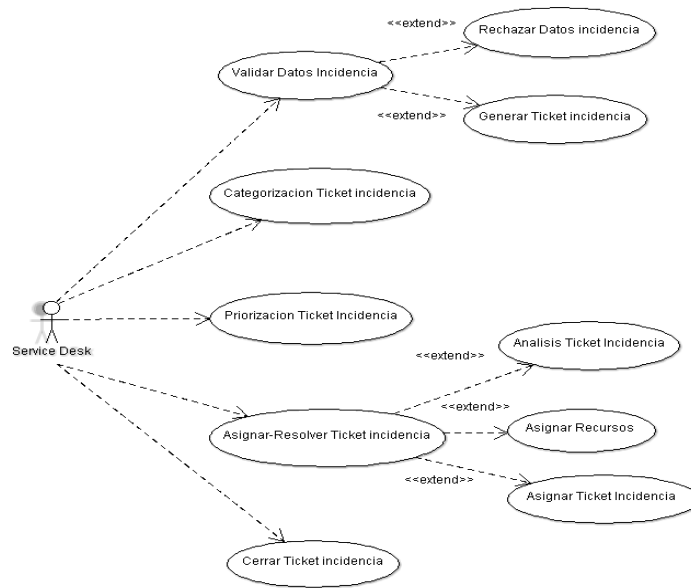 <<extend>>
Rechazar Datos incidencia
Validar Datos Incidencia
<<extend>>
Generar Ticket incidencia
Categorizacion Ticket incidencia
Priorizacion Ticket Incidencia
Service Desk
Analisis Ticket Incidencia
<<extend>>
<<extend>>
Asignar Recursos
Asignar-Resolver Ticket incidencia
<<extend>>
Asignar Ticket Incidencia
Cerrar Ticket incidencia